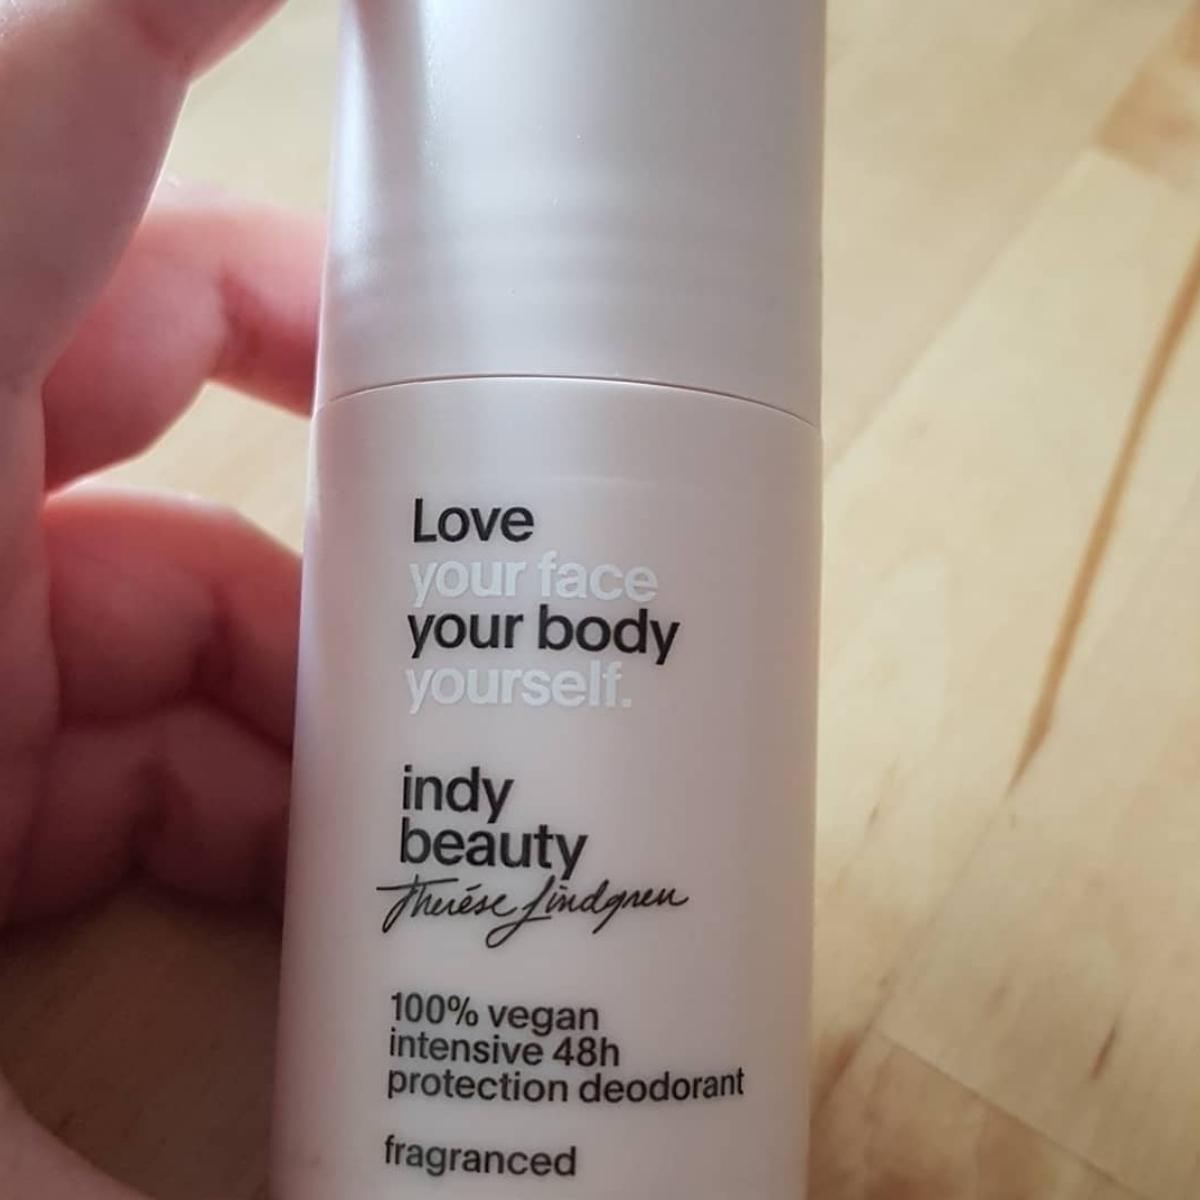 Love
your face
your body
yourself.
indy
beauty
Therése Lindgren
100% vegan
intensive 48h
protection deodorant
fragranced